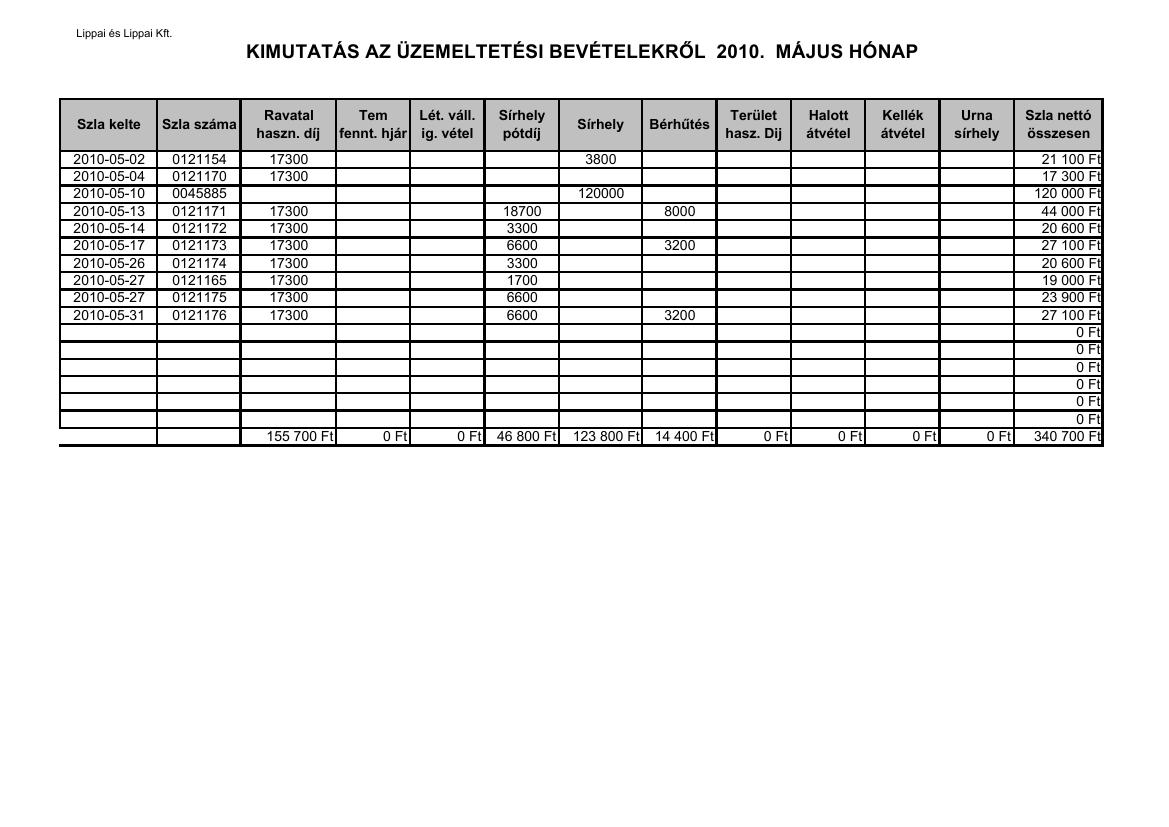 Lippai és Lippai Kft.
KIMUTATÁS AZ ÜZEMELTETÉSI BEVÉTELEKRŐL 2010. MÁJUS HÓNAP
Szla kelte Szla száma Ravatal haszn. díj Tem fennt. hjár Lét. váll. ig. vétel Sírhely pótdíj Sírhely Bérhűtés Terület hasz. Dij Halott átvétel Kellék átvétel Urna sírhely Szla nettó összesen
2010-05-02 0121154 17300 3800 21 100 Ft
2010-05-04 0121170 17300 17 300 Ft
2010-05-10 0045885 120000 120 000 Ft
2010-05-13 0121171 17300 18700 8000 44 000 Ft
2010-05-14 0121172 17300 3300 20 600 Ft
2010-05-17 0121173 17300 6600 3200 27 100 Ft
2010-05-26 0121174 17300 3300 20 600 Ft
2010-05-27 0121165 17300 1700 19 000 Ft
2010-05-27 0121175 17300 6600 23 900 Ft
2010-05-31 0121176 17300 6600 3200 27 100 Ft
0 Ft
0 Ft
0 Ft
0 Ft
0 Ft
0 Ft
155 700 Ft 0 Ft 0 Ft 46 800 Ft 123 800 Ft 14 400 Ft 0 Ft 0 Ft 0 Ft 0 Ft 340 700 Ft